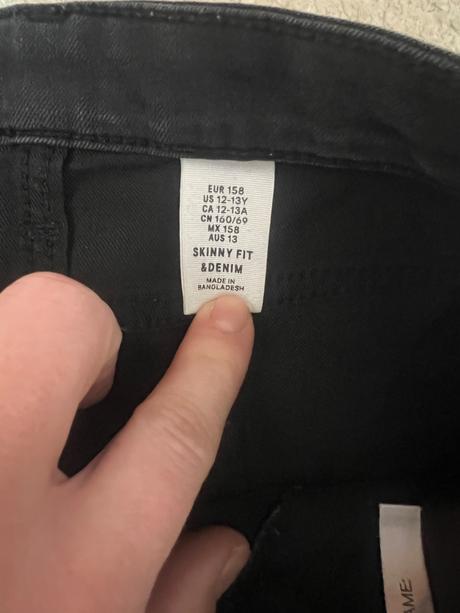 EUR 158
US 12-13Y
CA 12-13A
CN 160/69
MX 158
AUS 13
SKINNY FIT
&DENIM
MADE IN
BANGLADESH
AME: